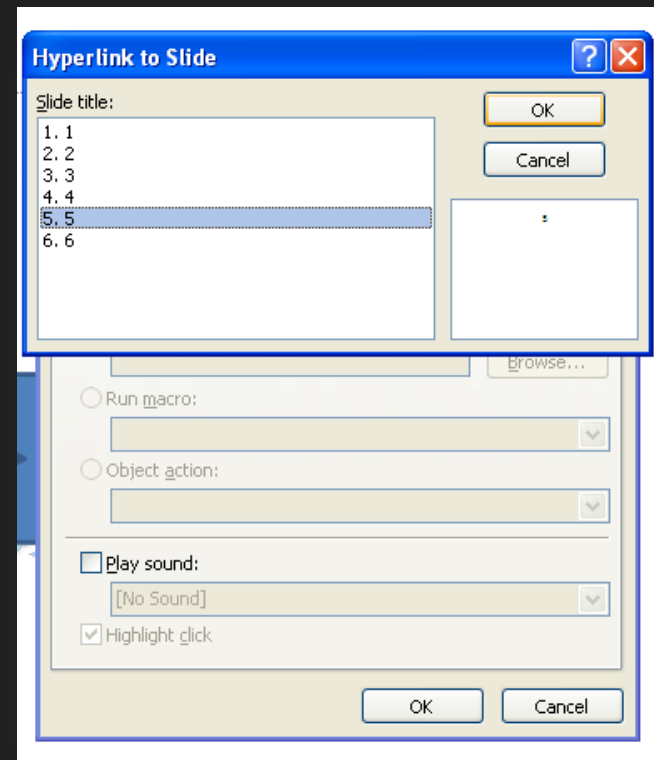 Hyperlink to Slide
Slide title:
OK
1. 1
2. 2
3. 3
Cancel
4. 4
5. 5
6. 6
5
Browse...
Run macro:
Object action:
Play sound:
[No Sound]
Highlight click
OK
Cancel